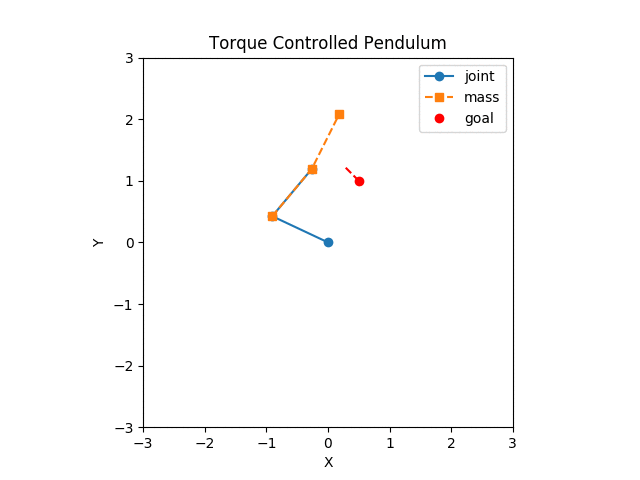 Torque Controlled Pendulum
joint
mass
goal
3
2
1
0
−1
−2
−3
Y
−3 −2 −1 0 1 2 3
X